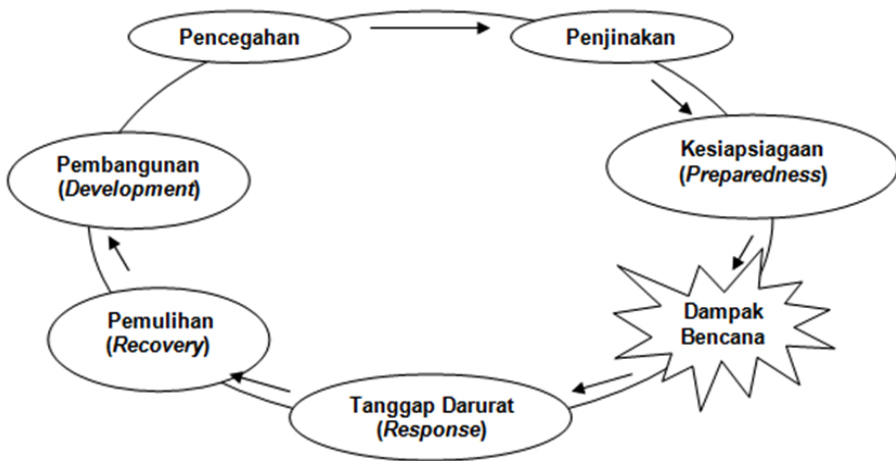 Pencegahan
Penjinakan
Kesiapsiagaan
(Preparedness)
Dampak
Bencana
Tanggap Darurat
(Response)
Pemulihan
(Recovery)
Pembangunan
(Development)